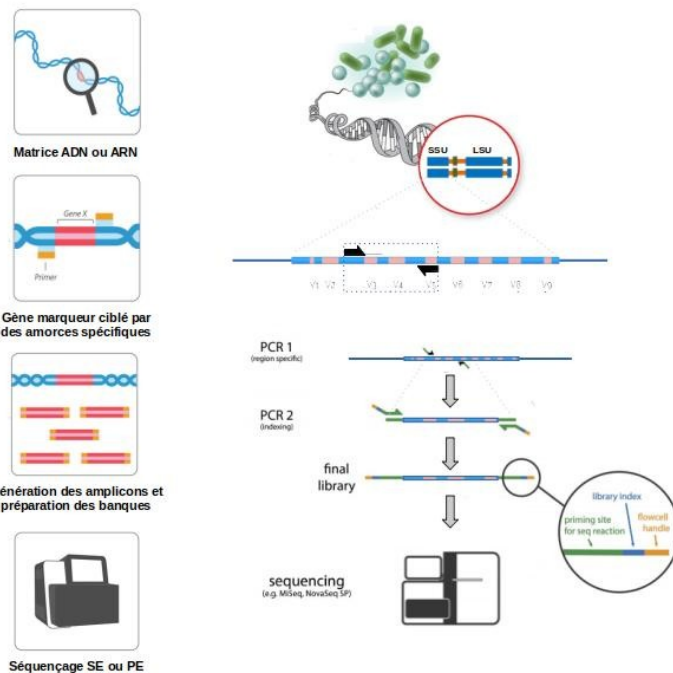 Matrice ADN ou ARN
Gene X
Primer
Gène marqueur ciblé par
des amorces spécifiques
énération des amplicons et
préparation des banques
Séquençage SE ou PE
SSU LSU
V1 V2 V3 V4 V5 V6 V7 V8 V9
PCR 1
(region specific)
PCR 2
(indexing)
final
library
library index
priming site
for seq reaction
flowcell
handle
sequencing
(e.g. MiSeq, NovaSeq SP)